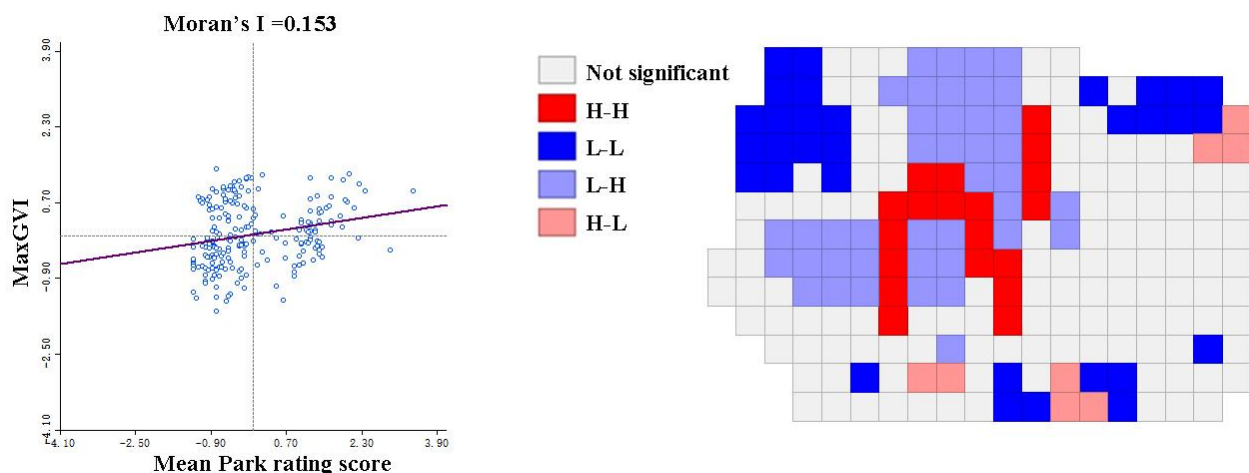 Moran's I =0.153
3.90
2.30
0.70
-0.90
-2.50
-4.10
MaxGVI
-4.10 -2.50 -0.90 0.70 2.30 3.90
Mean Park rating score
Not significant
H-H
L-L
L-H
H-L